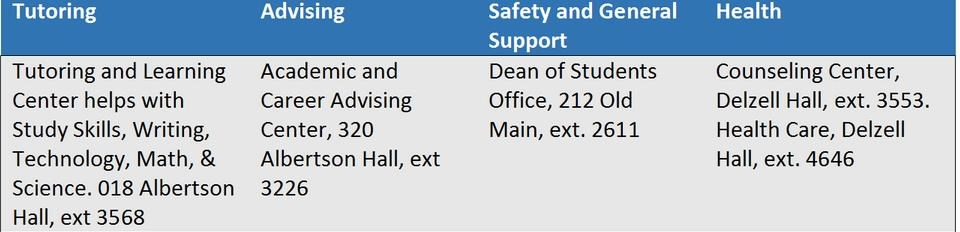 Tutoring
Advising
Safety and General
Support
Health
Tutoring and Learning
Center helps with
Study Skills, Writing,
Technology, Math, &
Science. 018 Albertson
Hall, ext 3568
Academic and
Career Advising
Center, 320
Albertson Hall, ext
3226
Dean of Students
Office, 212 Old
Main, ext. 2611
Counseling Center,
Delzell Hall, ext. 3553.
Health Care, Delzell
Hall, ext. 4646